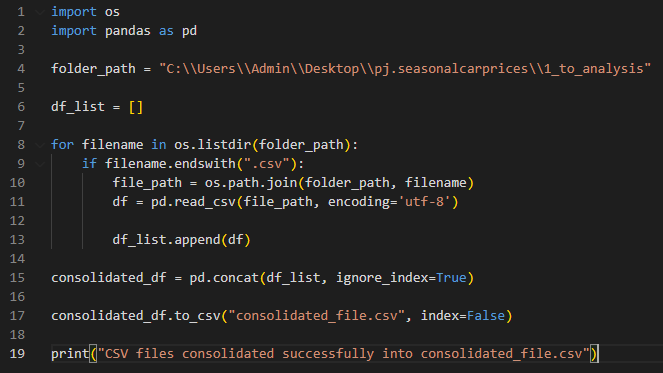 1 import os
2 import pandas as pd
3
4 folder_path = "C:\\Users\\Admin\\Desktop\\pj.seasonalcarprices\\1_to_analysis"
5
6 df_list = []
7
8 for filename in os.listdir(folder_path):
9     if filename.endswith(".csv"):
10         file_path = os.path.join(folder_path, filename)
11         df = pd.read_csv(file_path, encoding='utf-8')
12
13         df_list.append(df)
14
15 consolidated_df = pd.concat(df_list, ignore_index=True)
16
17 consolidated_df.to_csv("consolidated_file.csv", index=False)
18
19 print("CSV files consolidated successfully into consolidated_file.csv")